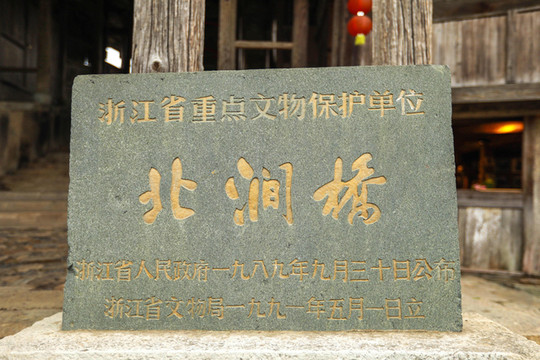 浙江省重点文物保护单位
北涧桥
浙江省人民政府一九八九年九月三十日公布
浙江省文物局一九九一年五月一日立